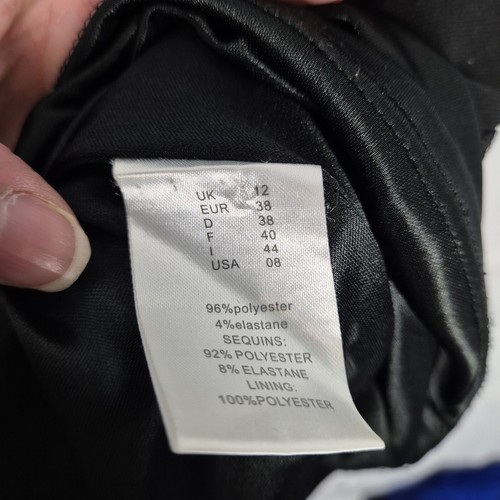 UK 12
EUR 38
D 38
F 40
I 44
USA 08
96%polyester
4%elastane
SEQUINS:
92% POLYESTER
8% ELASTANE
LINING:
100%POLYESTER